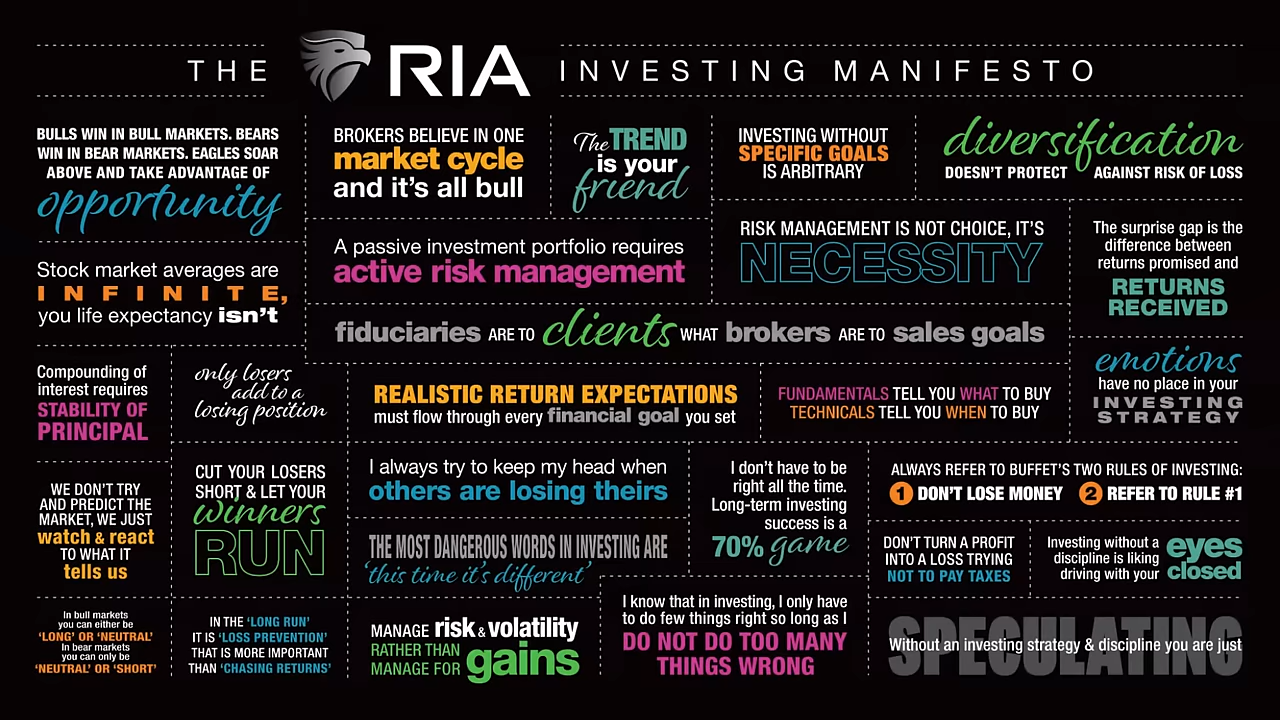 THE RIA INVESTING MANIFESTO
BULLS WIN IN BULL MARKETS. BEARS
WIN IN BEAR MARKETS. EAGLES SOAR
ABOVE AND TAKE ADVANTAGE OF
opportunity
BROKERS BELIEVE IN ONE
market cycle
and it's all bull
The TREND
is your
friend
INVESTING WITHOUT
SPECIFIC GOALS
IS ARBITRARY
diversification
DOESN'T PROTECT AGAINST RISK OF LOSS
Stock market averages are
INFINITE,
you life expectancy isn't
A passive investment portfolio requires
active risk management
RISK MANAGEMENT IS NOT CHOICE, IT'S
NECESSITY
The surprise gap is the
difference between
returns promised and
RETURNS
RECEIVED
fiduciaries ARE TO clients WHAT brokers ARE TO sales goals
Compounding of
interest requires
STABILITY OF
PRINCIPAL
only losers
add to a
losing position
REALISTIC RETURN EXPECTATIONS
must flow through every financial goal you set
FUNDAMENTALS TELL YOU WHAT TO BUY
TECHNICALS TELL YOU WHEN TO BUY
emotions
have no place in your
INVESTING
STRATEGY
WE DON'T TRY
AND PREDICT THE
MARKET, WE JUST
watch & react
TO WHAT IT
tells us
CUT YOUR LOSERS
SHORT & LET YOUR
winners
RUN
I always try to keep my head when
others are losing theirs
THE MOST DANGEROUS WORDS IN INVESTING ARE
'this time it's different'
I don't have to be
right all the time.
Long-term investing
success is a
70% game
ALWAYS REFER TO BUFFET'S TWO RULES OF INVESTING:
1 DON'T LOSE MONEY 2 REFER TO RULE #1
DON'T TURN A PROFIT
INTO A LOSS TRYING
NOT TO PAY TAXES
Investing without a
discipline is liking
driving with your
eyes
closed
In bull markets
you can either be
'LONG' OR 'NEUTRAL'
In bear markets
you can only be
'NEUTRAL' OR 'SHORT'
IN THE 'LONG RUN'
IT IS 'LOSS PREVENTION'
THAT IS MORE IMPORTANT
THAN 'CHASING RETURNS'
MANAGE risk & volatility
RATHER THAN
MANAGE FOR gains
I know that in investing, I only have
to do few things right so long as I
DO NOT DO TOO MANY
THINGS WRONG
Without an investing strategy & discipline you are just
SPECULATING